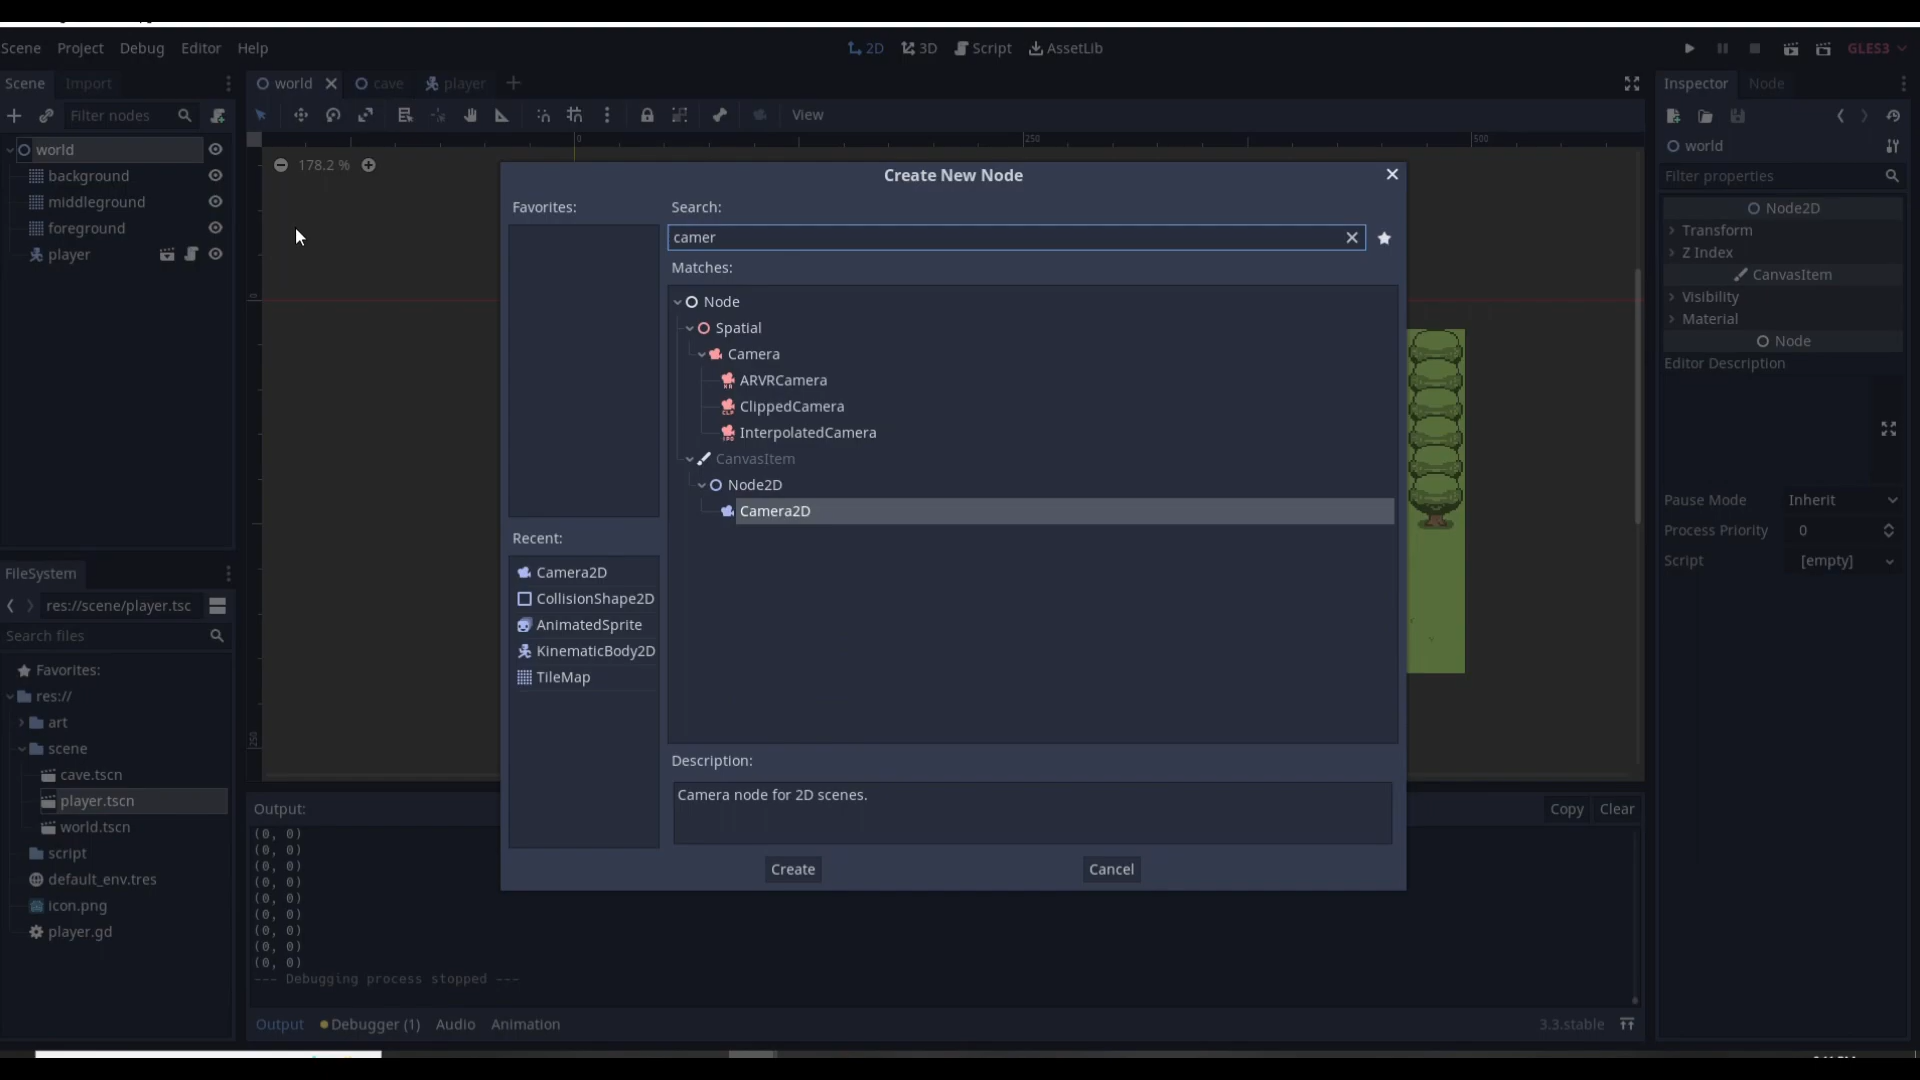 Scene Project Debug Editor Help
2D 3D Script AssetLib
GLES3
Scene Import
world cave player
Inspector Node
Filter nodes
View
world
background
middleground
foreground
player
178.2 %
0 250 500
0
250
Create New Node
Favorites:
Search:
camer
Matches:
Node
Spatial
Camera
ARVRCamera
ClippedCamera
InterpolatedCamera
CanvasItem
Node2D
Camera2D
Recent:
Camera2D
CollisionShape2D
AnimatedSprite
KinematicBody2D
TileMap
Description:
Camera node for 2D scenes.
Create Cancel
world
Filter properties
Node2D
Transform
Z Index
CanvasItem
Visibility
Material
Node
Editor Description
Pause Mode Inherit
Process Priority 0
Script [empty]
FileSystem
res://scene/player.tsc
Search files
Favorites:
res://
art
scene
cave.tscn
player.tscn
world.tscn
script
default_env.tres
icon.png
player.gd
Output:
Copy Clear
(0, 0)
(0, 0)
(0, 0)
(0, 0)
(0, 0)
(0, 0)
(0, 0)
(0, 0)
(0, 0)
--- Debugging process stopped ---
Output Debugger (1) Audio Animation
3.3.stable